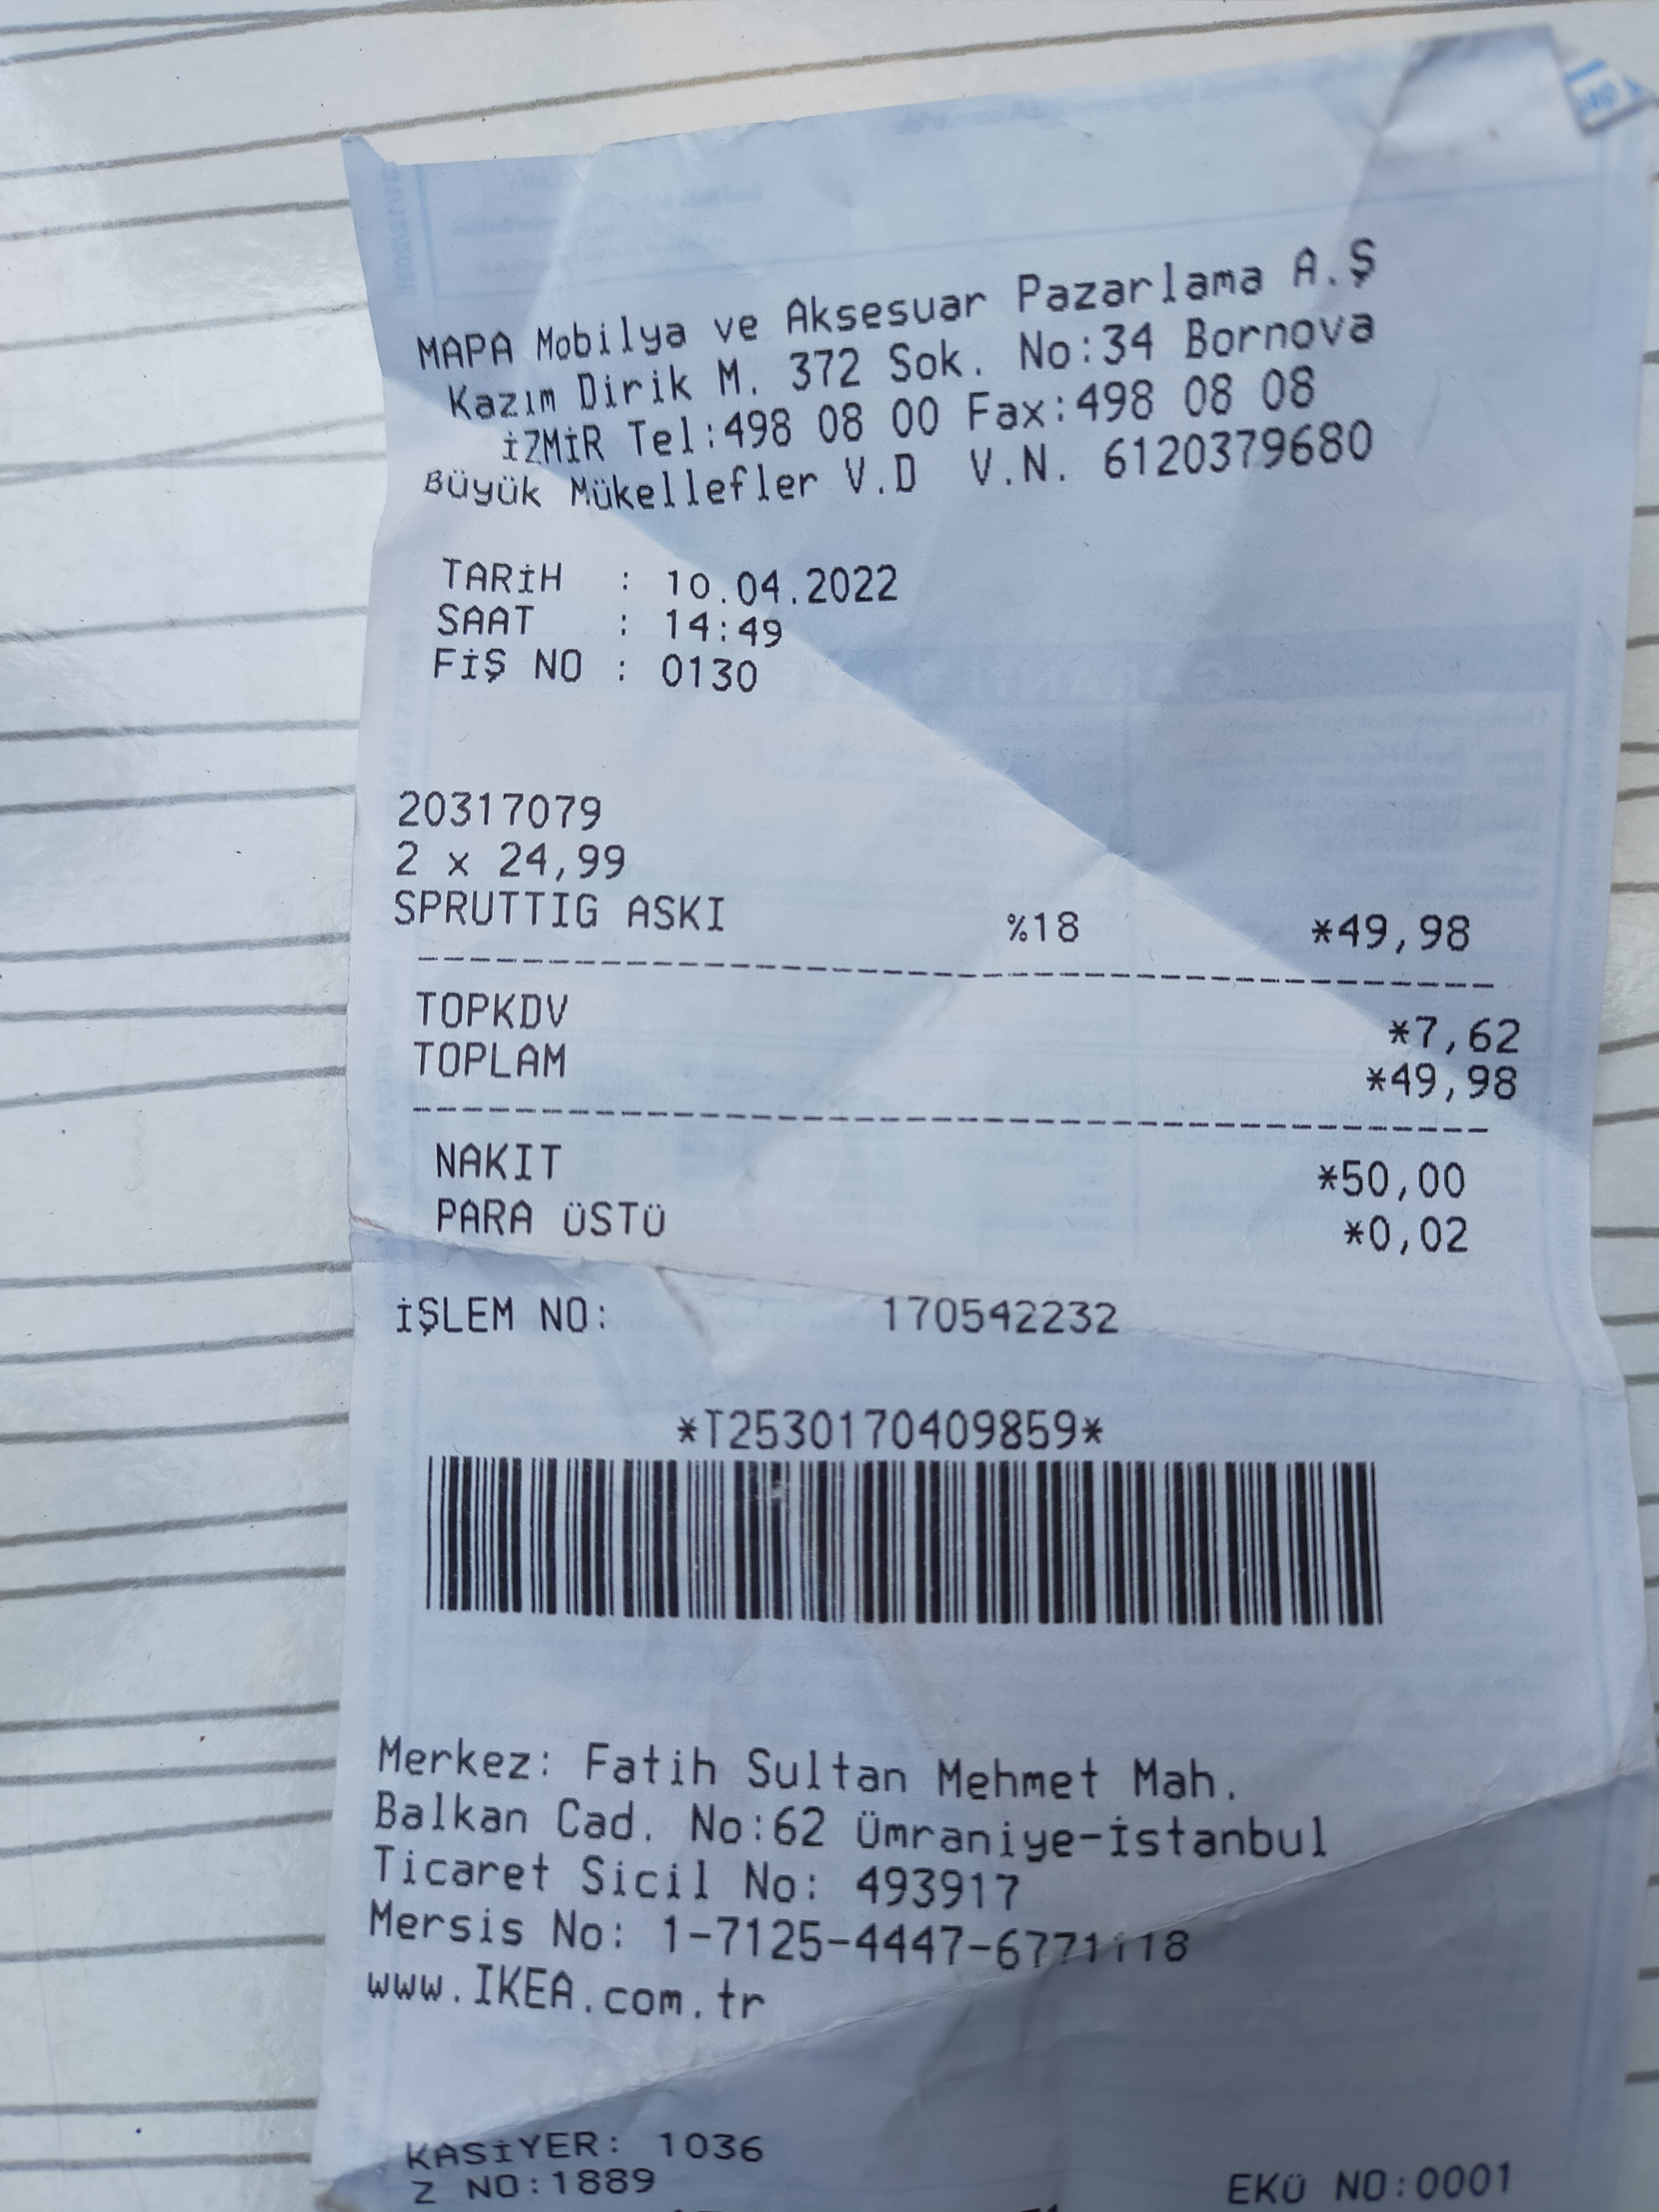 MAPA Mobilya ve Aksesuar Pazarlama A.Ş
Kazım Dirik M. 372 Sok. No:34 Bornova
İZMİR Tel:498 08 00 Fax:498 08 08
Büyük Mükellefler V.D V.N. 6120379680
TARİH : 10.04.2022
SAAT : 14:49
FİŞ NO : 0130
20317079
2 x 24,99
SPRUTTIG ASKI %18 *49,98
TOPKDV *7,62
TOPLAM *49,98
NAKIT *50,00
PARA ÜSTÜ *0,02
İŞLEM NO: 170542232
*T2530170409859*
Merkez: Fatih Sultan Mehmet Mah.
Balkan Cad. No:62 Ümraniye-İstanbul
Ticaret Sicil No: 493917
Mersis No: 1-7125-4447-6771118
www.IKEA.com.tr
KASİYER: 1036
Z NO:1889 EKÜ NO:0001